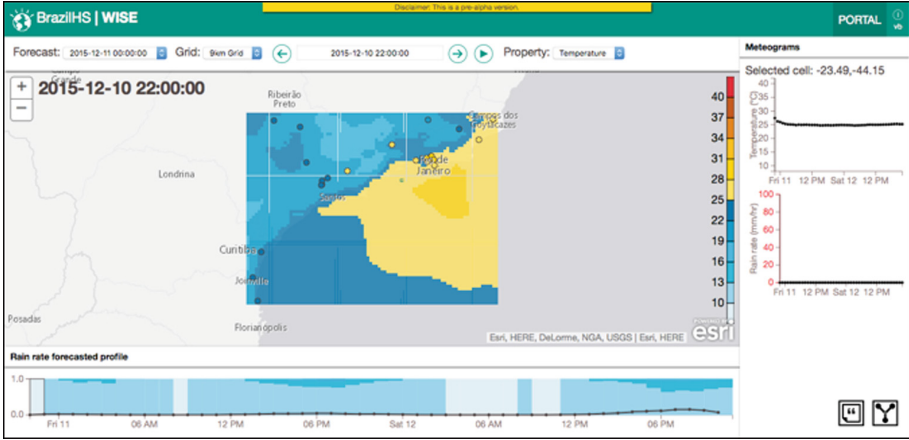 Disclaimer: This is a pre-alpha version.
BrazilHS | WISE
PORTAL
Forecast: 2015-12-11 00:00:00 Grid: 9km Grid 2015-12-10 22:00:00 Property: Temperature
Meteograms
Selected cell: -23.49,-44.15
+
−
2015-12-10 22:00:00
Grande
Ribeirão
Preto
Campos dos
Goytacazes
Londrina
Rio de
Janeiro
Santos
Curitiba
Joinville
Posadas
Florianópolis
40
37
34
31
28
25
22
19
16
13
10
Esri, HERE, DeLorme, NGA, USGS | Esri, HERE
POWERED BY
esri
Temperature (°C)
40
35
30
25
20
15
10
Fri 11 12 PM Sat 12 12 PM
Rain rate (mm/hr)
100
80
60
40
20
0
Fri 11 12 PM Sat 12 12 PM
Rain rate forecasted profile
1.0
0.0
Fri 11 06 AM 12 PM 06 PM Sat 12 06 AM 12 PM 06 PM